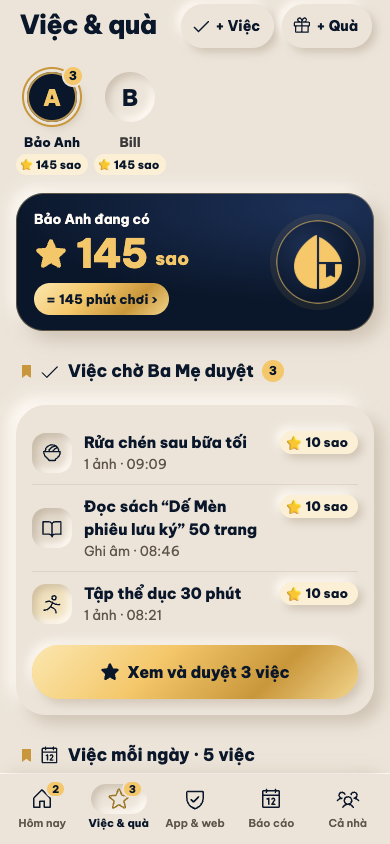 Việc & quà
+ Việc
+ Quà
A
3
B
Bảo Anh
Bill
145 sao
145 sao
Bảo Anh đang có
145 sao
= 145 phút chơi ›
Việc chờ Ba Mẹ duyệt 3
Rửa chén sau bữa tối
10 sao
1 ảnh · 09:09
Đọc sách “Dế Mèn
10 sao
phiêu lưu ký” 50 trang
Ghi âm · 08:46
Tập thể dục 30 phút
10 sao
1 ảnh · 08:21
Xem và duyệt 3 việc
12
Việc mỗi ngày · 5 việc
2
3
12
Hôm nay
Việc & quà
App & web
Báo cáo
Cả nhà